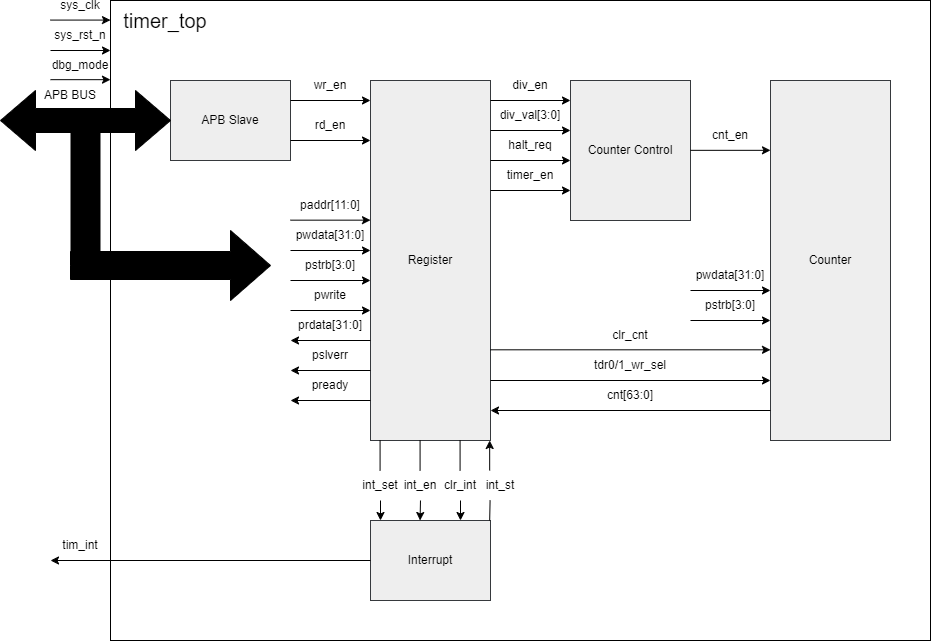 sys_clk
timer_top
sys_rst_n
dbg_mode
APB BUS
APB Slave
wr_en
rd_en
paddr[11:0]
pwdata[31:0]
pstrb[3:0]
pwrite
prdata[31:0]
pslverr
pready
Register
div_en
div_val[3:0]
halt_req
timer_en
Counter Control
cnt_en
Counter
pwdata[31:0]
pstrb[3:0]
clr_cnt
tdr0/1_wr_sel
cnt[63:0]
int_set
int_en
clr_int
int_st
tim_int
Interrupt